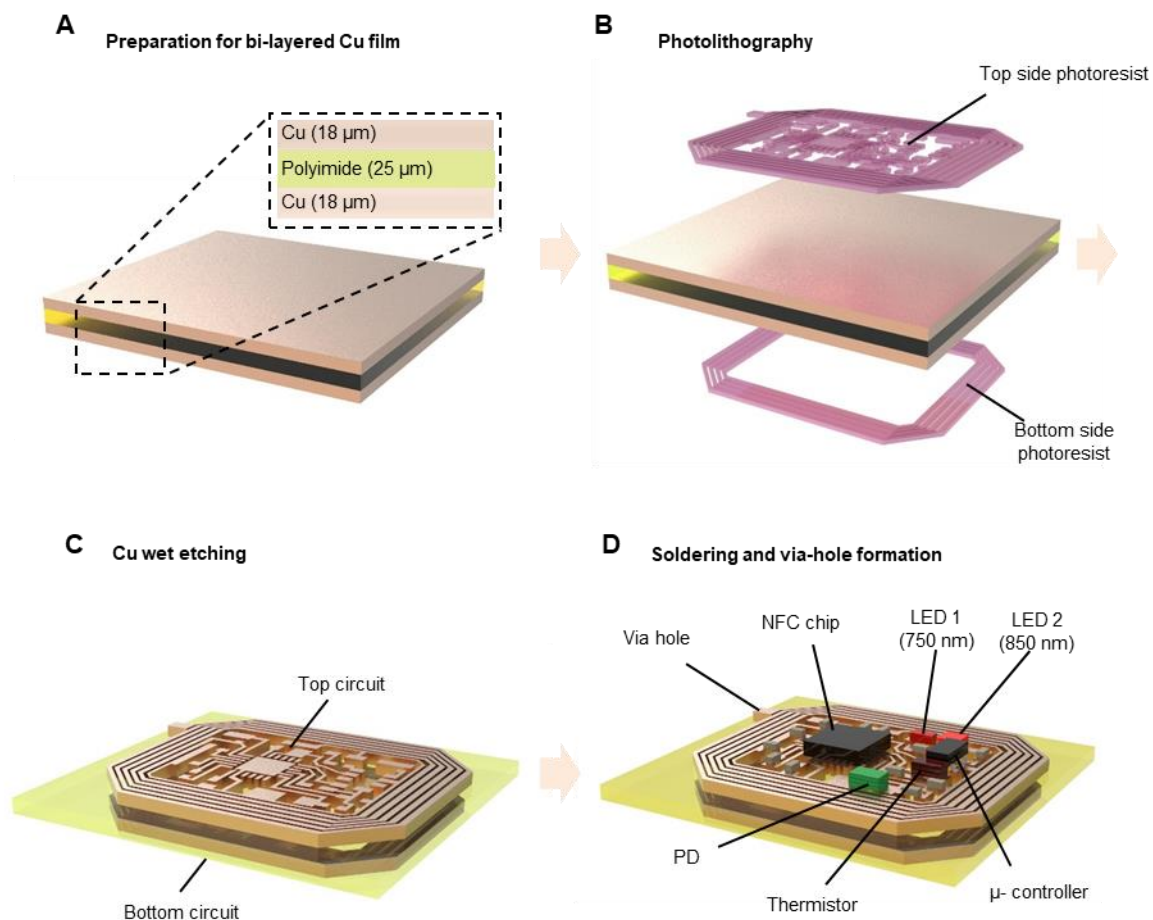 A
Preparation for bi-layered Cu film
Cu (18 µm)
Polyimide (25 µm)
Cu (18 µm)
B
Photolithography
Top side photoresist
Bottom side
photoresist
C
Cu wet etching
Top circuit
Bottom circuit
D
Soldering and via-hole formation
Via hole
NFC chip
LED 1
(750 nm)
LED 2
(850 nm)
PD
Thermistor
µ- controller